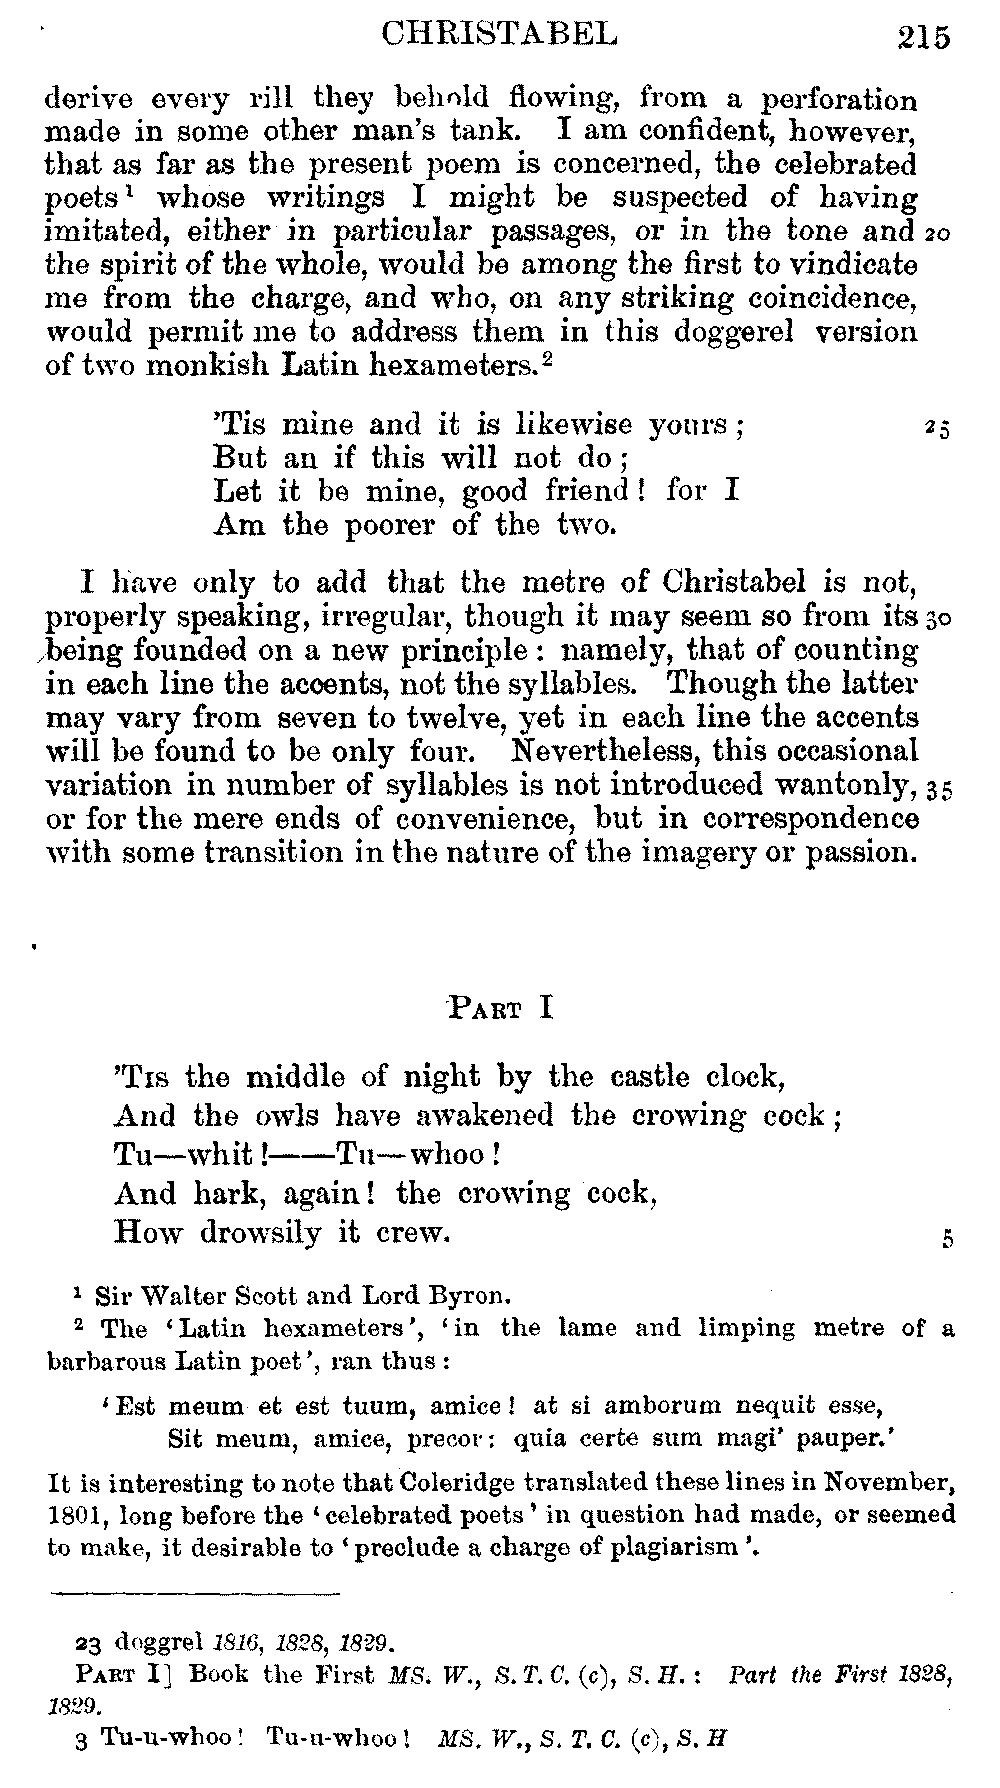 CHRISTABEL 215
derive every rill they behold flowing, from a perforation
made in some other man's tank. I am confident, however,
that as far as the present poem is concerned, the celebrated
poets¹ whose writings I might be suspected of having
imitated, either in particular passages, or in the tone and 20
the spirit of the whole, would be among the first to vindicate
me from the charge, and who, on any striking coincidence,
would permit me to address them in this doggerel version
of two monkish Latin hexameters.²
'Tis mine and it is likewise yours ; 25
But an if this will not do ;
Let it be mine, good friend ! for I
Am the poorer of the two.
I have only to add that the metre of Christabel is not,
properly speaking, irregular, though it may seem so from its 30
being founded on a new principle : namely, that of counting
in each line the accents, not the syllables. Though the latter
may vary from seven to twelve, yet in each line the accents
will be found to be only four. Nevertheless, this occasional
variation in number of syllables is not introduced wantonly, 35
or for the mere ends of convenience, but in correspondence
with some transition in the nature of the imagery or passion.
PART I
'TIS the middle of night by the castle clock,
And the owls have awakened the crowing cock ;
Tu—whit !——Tu—whoo !
And hark, again ! the crowing cock,
How drowsily it crew. 5
¹ Sir Walter Scott and Lord Byron.
² The 'Latin hexameters', 'in the lame and limping metre of a
barbarous Latin poet', ran thus :
'Est meum et est tuum, amice ! at si amborum nequit esse,
Sit meum, amice, precor : quia certe sum magi' pauper.'
It is interesting to note that Coleridge translated these lines in November,
1801, long before the 'celebrated poets' in question had made, or seemed
to make, it desirable to 'preclude a charge of plagiarism'.
23 doggrel 1816, 1828, 1829.
PART I] Book the First MS. W., S. T. C. (c), S. H. : Part the First 1828,
1829.
3 Tu-u-whoo ! Tu-u-whoo ! MS. W., S. T. C. (c), S. H